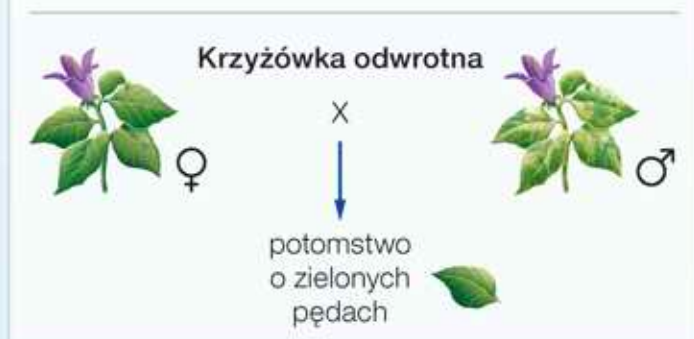 Krzyżówka odwrotna
♀ X ♂
potomstwo
o zielonych
pędach